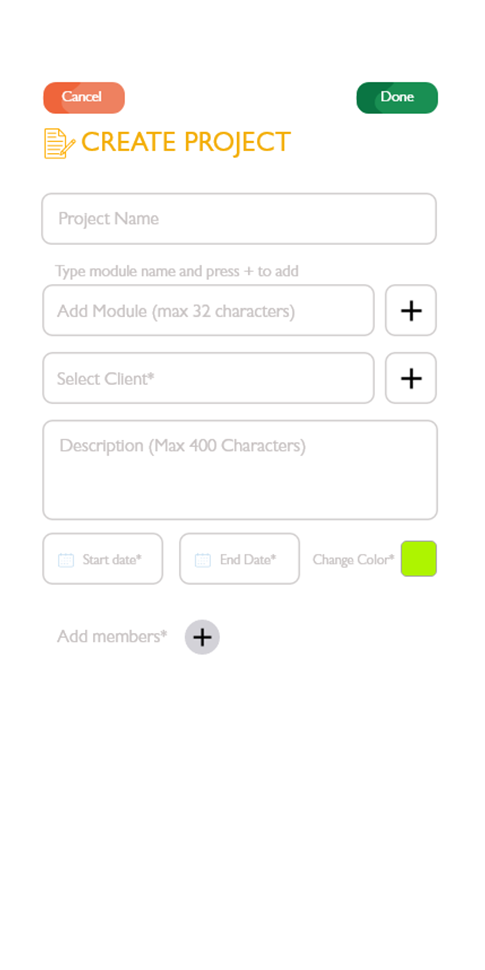 Cancel
Done
CREATE PROJECT
Project Name
Type module name and press + to add
Add Module (max 32 characters)
+
Select Client*
+
Description (Max 400 Characters)
Start date*
End Date*
Change Color*
Add members*
+